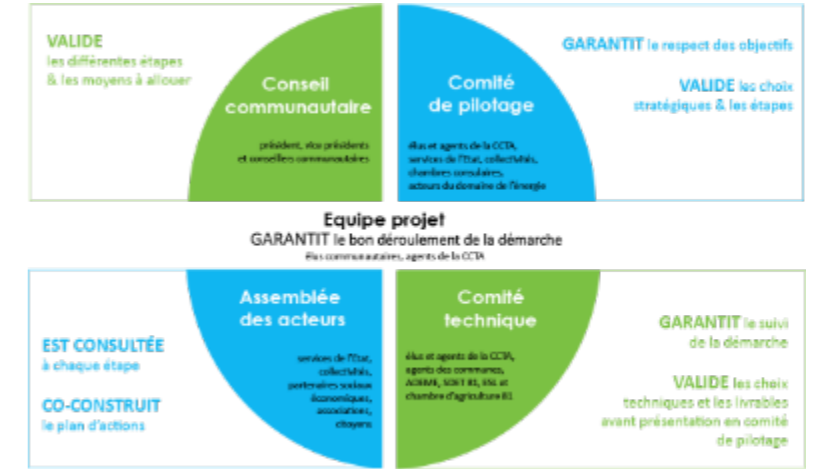 VALIDE
les différentes étapes
& les moyens à allouer
Conseil
communautaire
président, vice présidents
et conseillers communautaires
Comité
de pilotage
élus et agents de la CCTA,
services de l'Etat, collectivités,
chambres consulaires,
acteurs du domaine de l'énergie
GARANTIT le respect des objectifs
VALIDE les choix
stratégiques & les étapes
Equipe projet
GARANTIT le bon déroulement de la démarche
élus communautaires, agents de la CCTA
EST CONSULTÉE
à chaque étape
CO-CONSTRUIT
le plan d'actions
Assemblée
des acteurs
services de l'Etat,
collectivités,
partenaires sociaux
économiques,
associations,
citoyens
Comité
technique
élus et agents de la CCTA,
agents des communes,
ADEME, SDET 81, et
chambre d'agriculture 81
GARANTIT le suivi
de la démarche
VALIDE les choix
techniques et les livrables
avant présentation en comité
de pilotage